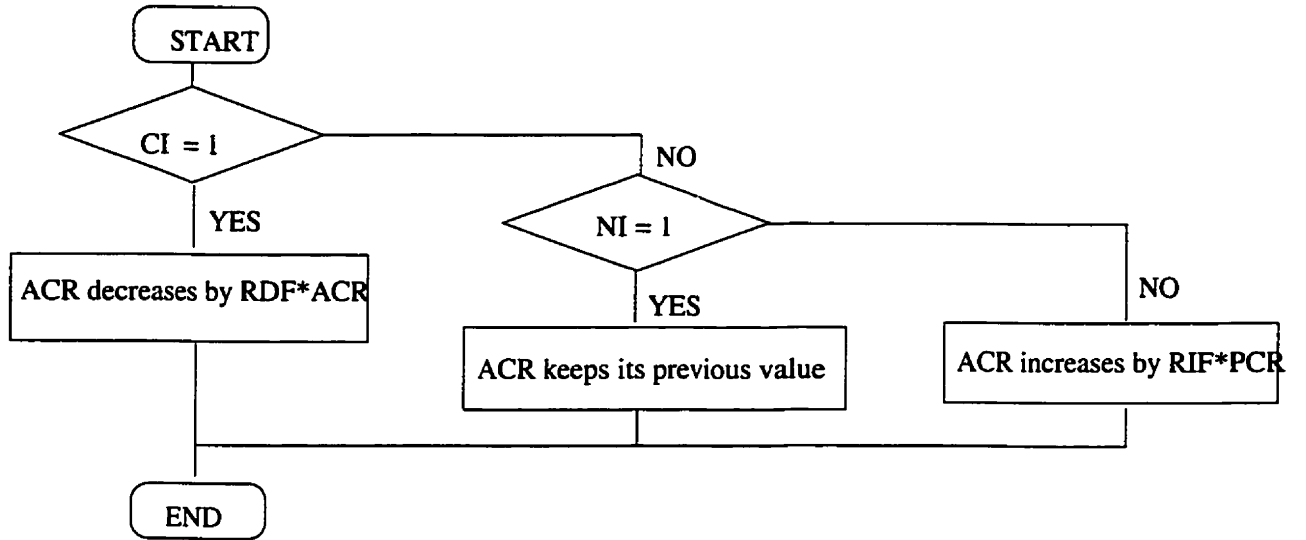 START
CI = 1
NO
YES
NI = 1
ACR decreases by RDF*ACR
YES
NO
ACR keeps its previous value
ACR increases by RIF*PCR
END